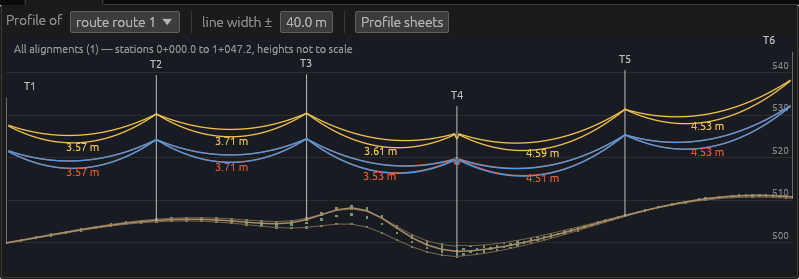 Profile of route route 1 line width ± 40.0 m Profile sheets
All alignments (1) — stations 0+000.0 to 1+047.2, heights not to scale
T1
T2
T3
T4
T5
T6
540
530
520
510
500
3.57 m
3.71 m
3.61 m
4.59 m
4.53 m
3.57 m
3.71 m
3.53 m
4.51 m
4.53 m